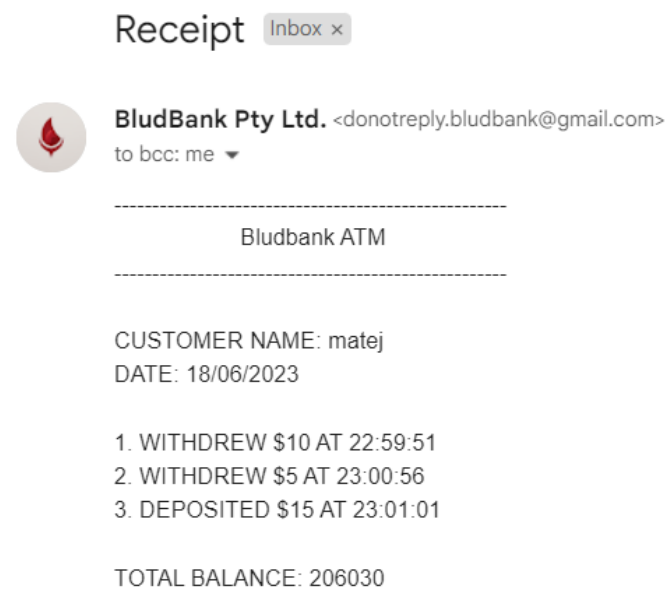 Receipt Inbox ×
BludBank Pty Ltd. <donotreply.bludbank@gmail.com>
to bcc: me
----------------------------------------------------
Bludbank ATM
----------------------------------------------------
CUSTOMER NAME: matej
DATE: 18/06/2023
1. WITHDREW $10 AT 22:59:51
2. WITHDREW $5 AT 23:00:56
3. DEPOSITED $15 AT 23:01:01
TOTAL BALANCE: 206030